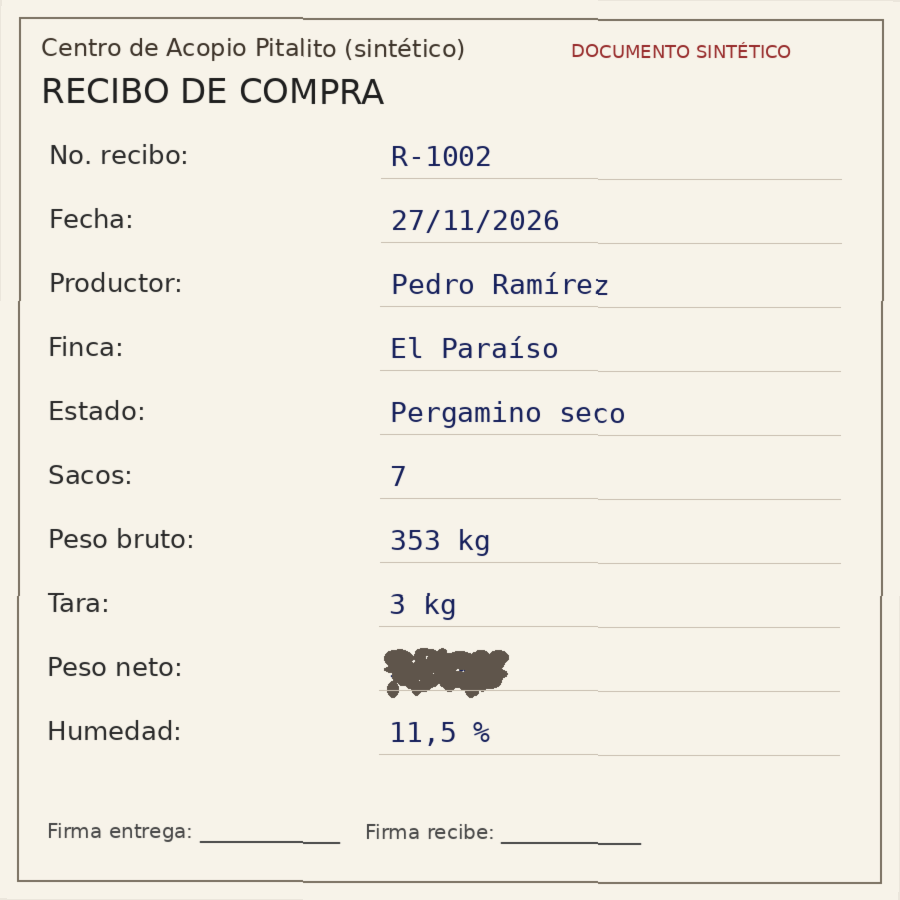 Centro de Acopio Pitalito (sintético) DOCUMENTO SINTÉTICO
RECIBO DE COMPRA
No. recibo: R-1002
Fecha: 27/11/2026
Productor: Pedro Ramírez
Finca: El Paraíso
Estado: Pergamino seco
Sacos: 7
Peso bruto: 353 kg
Tara: 3 kg
Peso neto:
Humedad: 11,5 %
Firma entrega: Firma recibe: